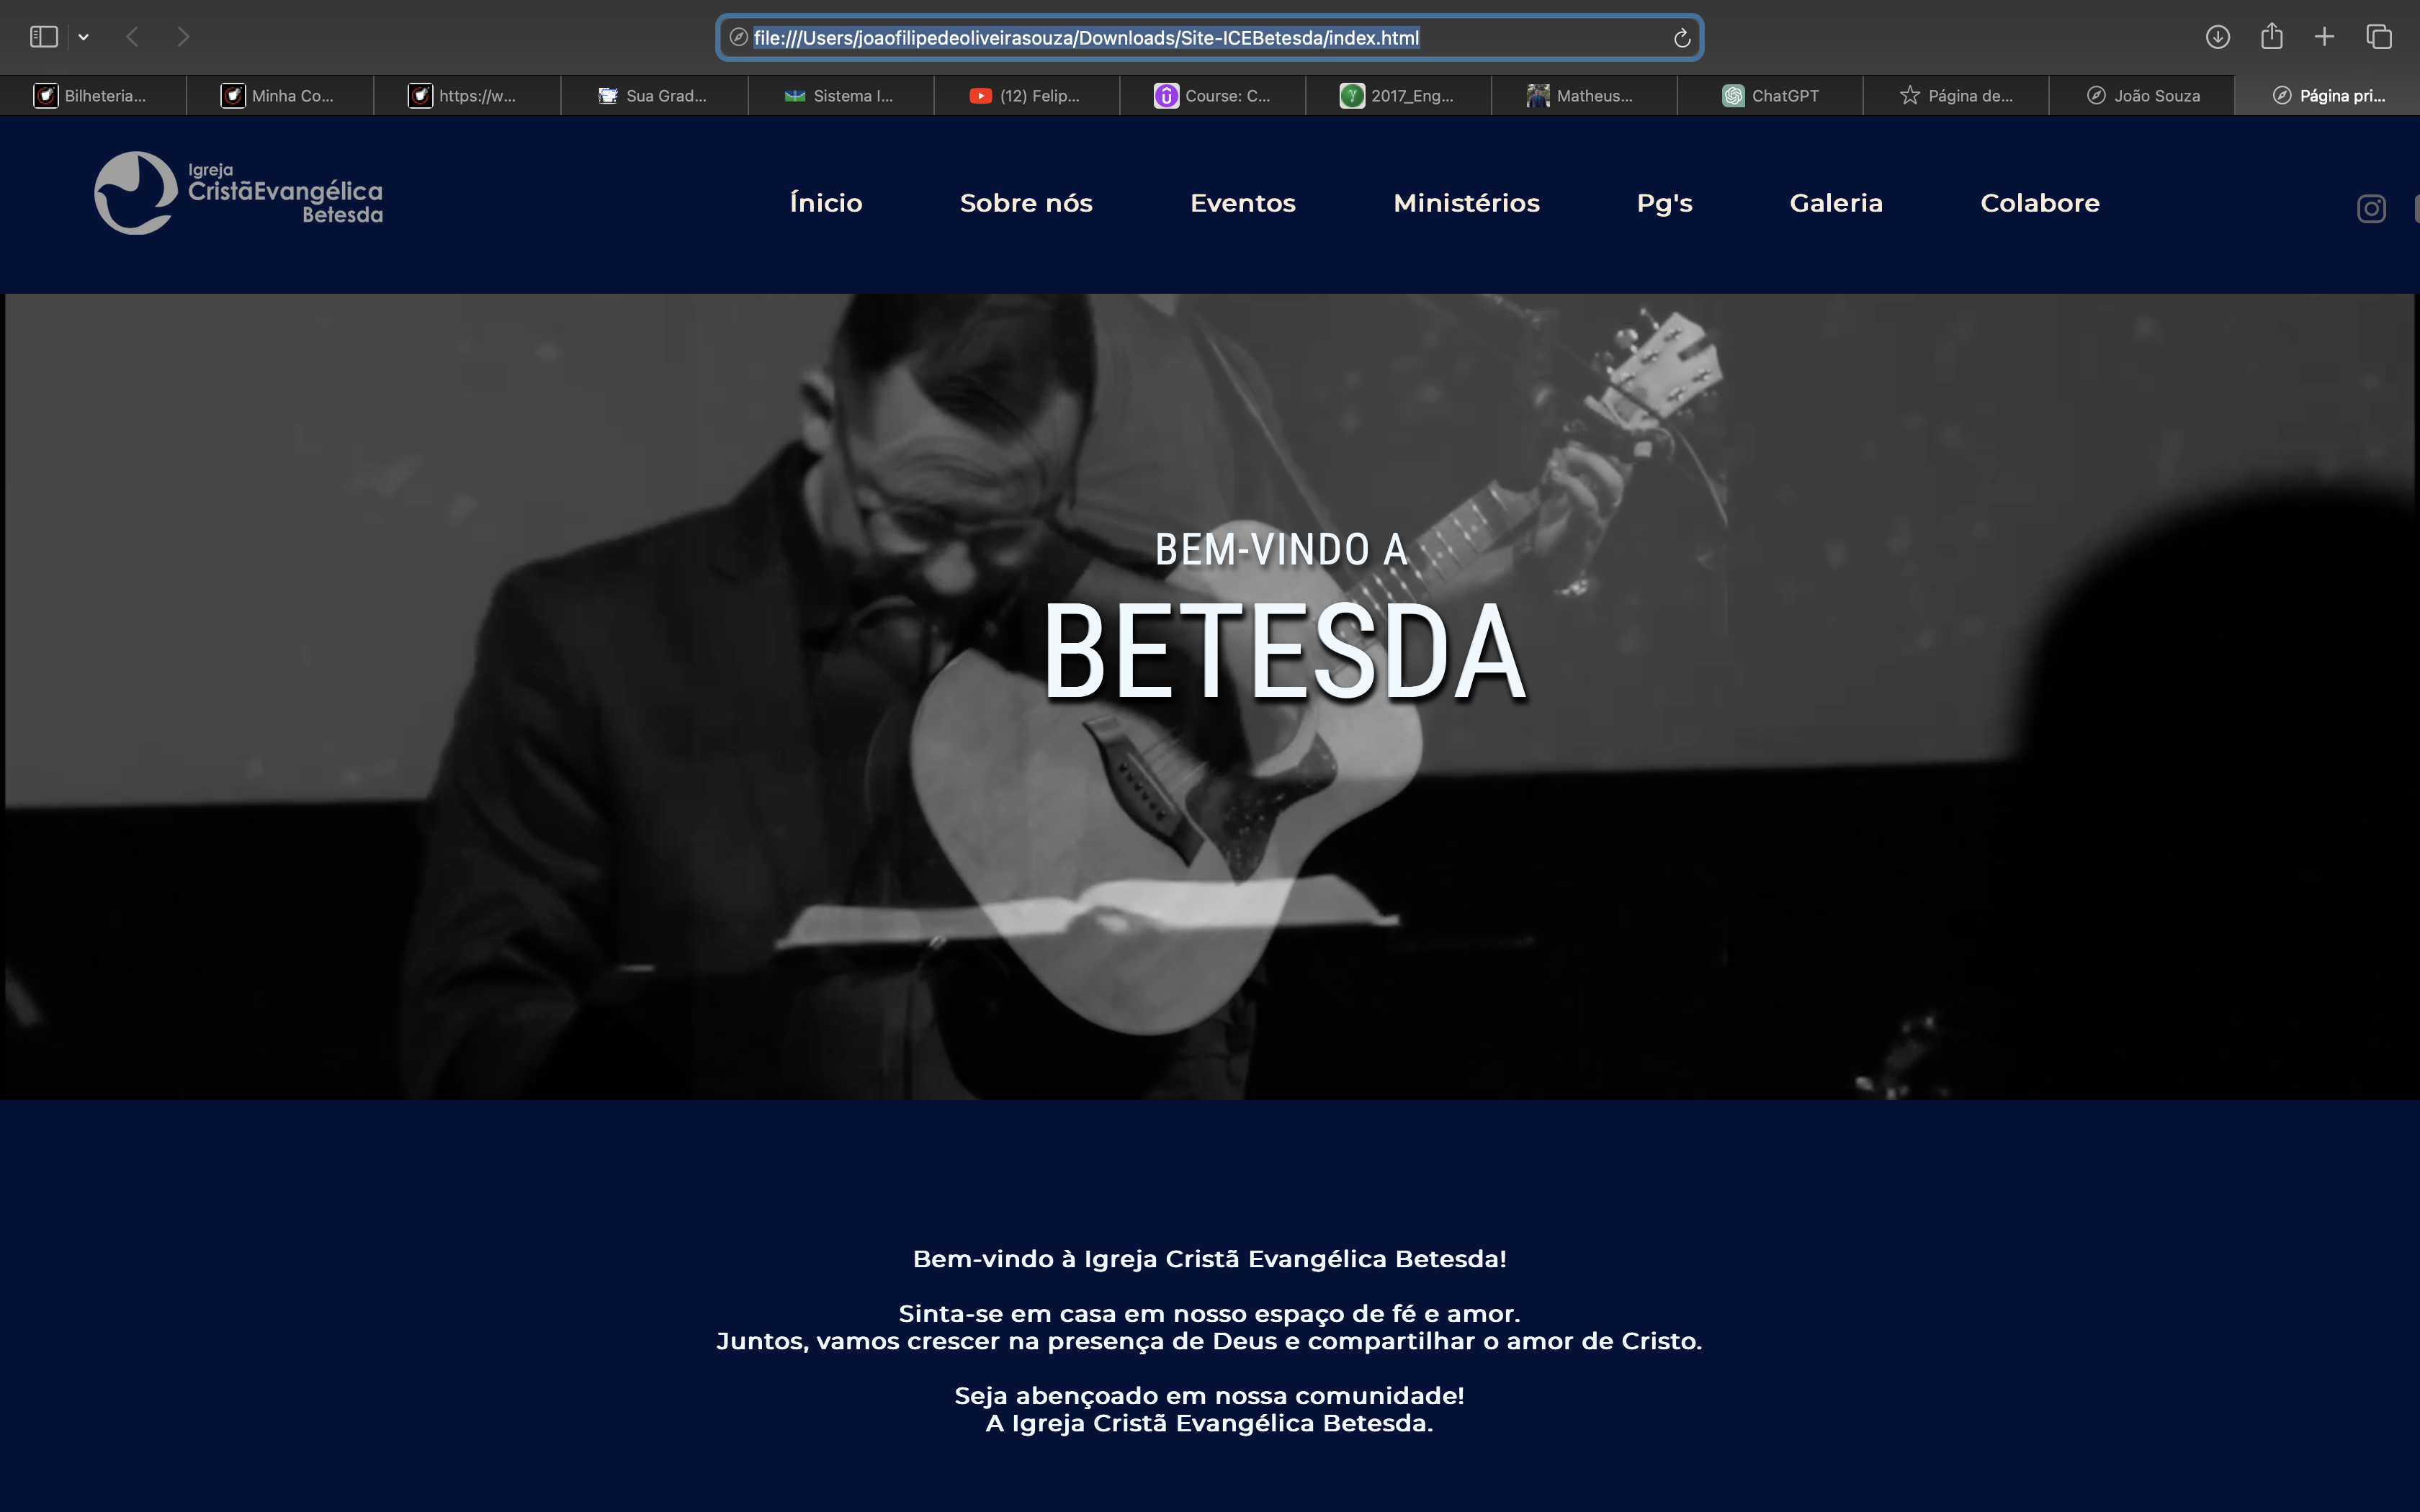 file:///Users/joaofilipedeoliveirasouza/Downloads/Site-ICEBetesda/index.html
Bilheteria...
Minha Co...
https://w...
Sua Grad...
Sistema I...
(12) Felip...
Course: C...
2017_Eng...
Matheus...
ChatGPT
Página de...
João Souza
Página pri...
Igreja
CristãEvangélica
Betesda
Ínicio
Sobre nós
Eventos
Ministérios
Pg's
Galeria
Colabore
BEM-VINDO A
BETESDA
Bem-vindo à Igreja Cristã Evangélica Betesda!
Sinta-se em casa em nosso espaço de fé e amor.
Juntos, vamos crescer na presença de Deus e compartilhar o amor de Cristo.
Seja abençoado em nossa comunidade!
A Igreja Cristã Evangélica Betesda.